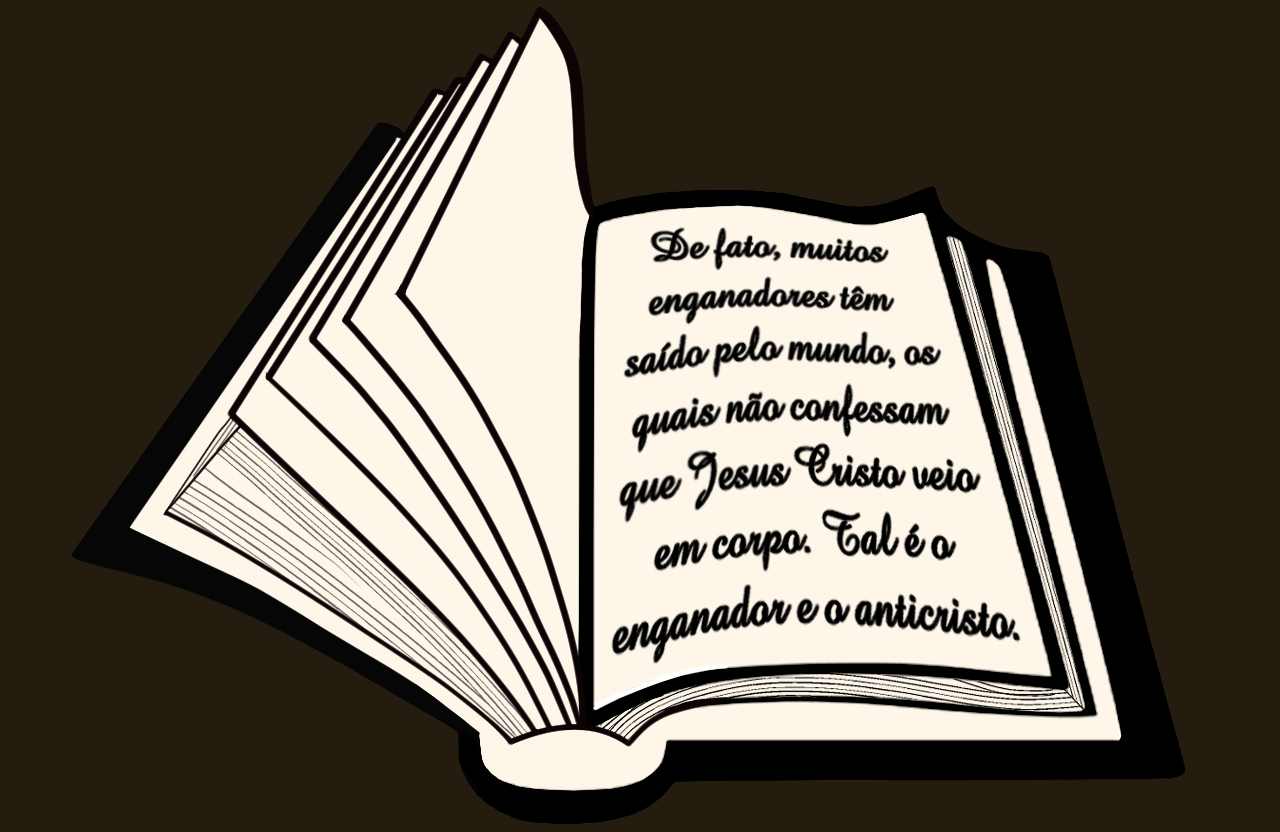 De fato, muitos
enganadores têm
saído pelo mundo, os
quais não confessam
que Jesus Cristo veio
em corpo. Tal é o
enganador e o anticristo.